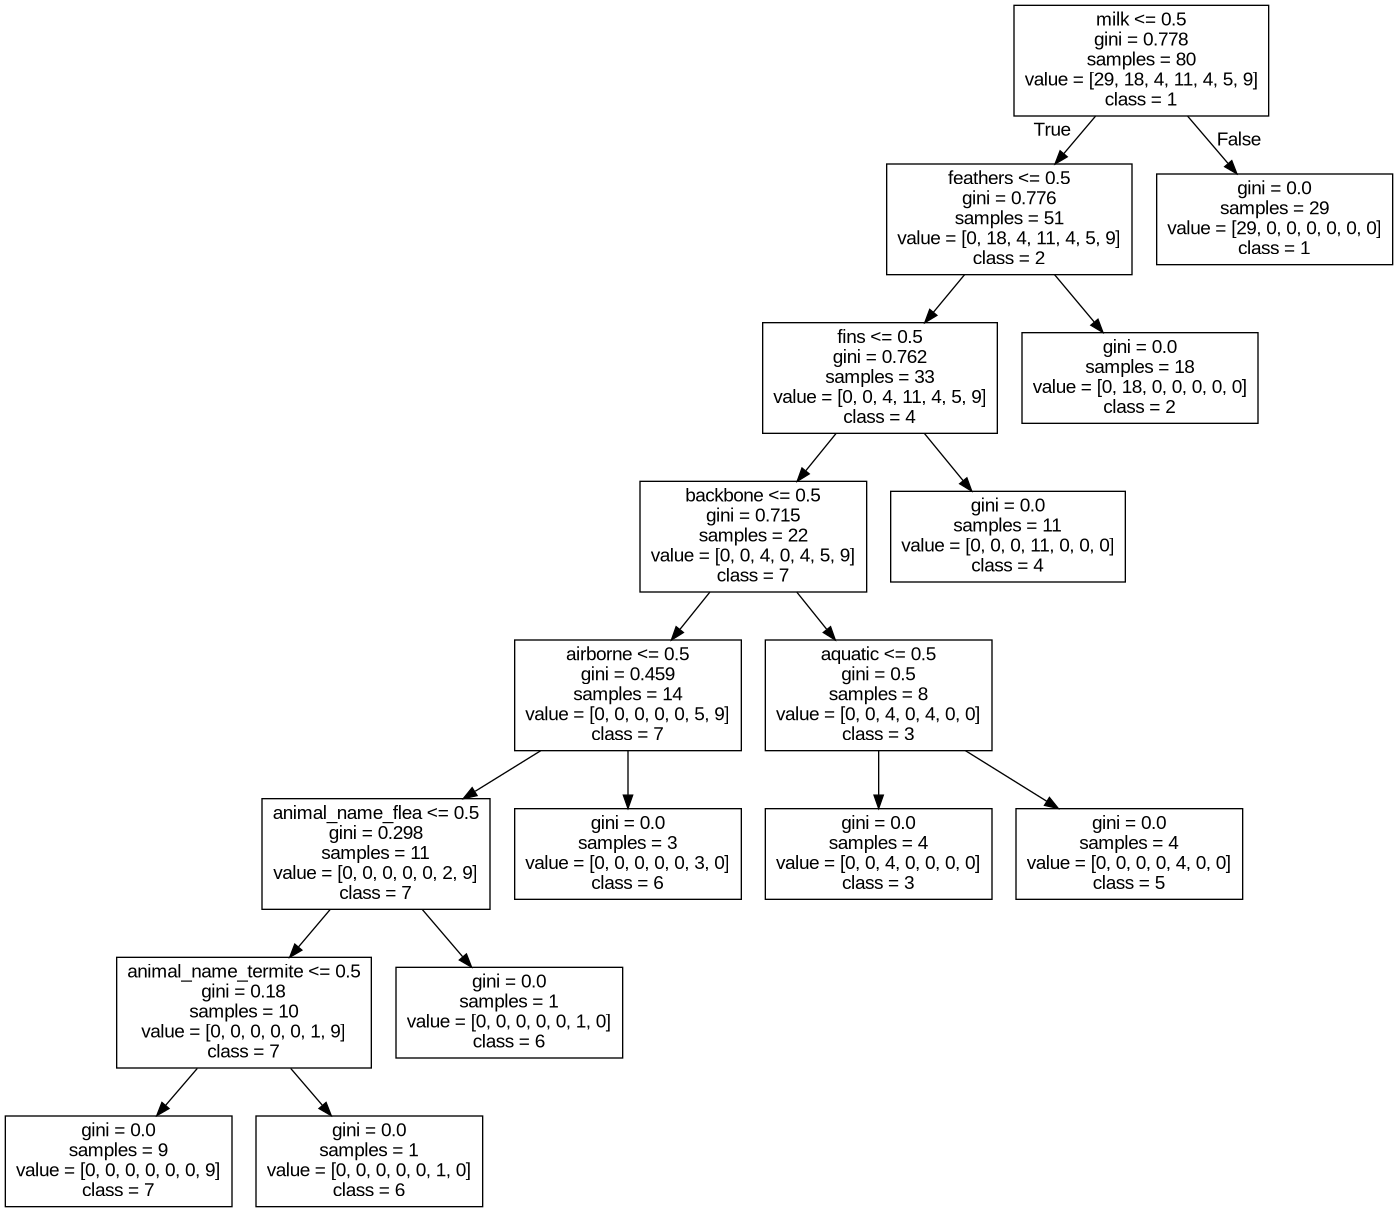 milk <= 0.5
gini = 0.778
samples = 80
value = [29, 18, 4, 11, 4, 5, 9]
class = 1
True
False
feathers <= 0.5
gini = 0.776
samples = 51
value = [0, 18, 4, 11, 4, 5, 9]
class = 2
gini = 0.0
samples = 29
value = [29, 0, 0, 0, 0, 0, 0]
class = 1
fins <= 0.5
gini = 0.762
samples = 33
value = [0, 0, 4, 11, 4, 5, 9]
class = 4
gini = 0.0
samples = 18
value = [0, 18, 0, 0, 0, 0, 0]
class = 2
backbone <= 0.5
gini = 0.715
samples = 22
value = [0, 0, 4, 0, 4, 5, 9]
class = 7
gini = 0.0
samples = 11
value = [0, 0, 0, 11, 0, 0, 0]
class = 4
airborne <= 0.5
gini = 0.459
samples = 14
value = [0, 0, 0, 0, 0, 5, 9]
class = 7
aquatic <= 0.5
gini = 0.5
samples = 8
value = [0, 0, 4, 0, 4, 0, 0]
class = 3
animal_name_flea <= 0.5
gini = 0.298
samples = 11
value = [0, 0, 0, 0, 0, 2, 9]
class = 7
gini = 0.0
samples = 3
value = [0, 0, 0, 0, 0, 3, 0]
class = 6
gini = 0.0
samples = 4
value = [0, 0, 4, 0, 0, 0, 0]
class = 3
gini = 0.0
samples = 4
value = [0, 0, 0, 0, 4, 0, 0]
class = 5
animal_name_termite <= 0.5
gini = 0.18
samples = 10
value = [0, 0, 0, 0, 0, 1, 9]
class = 7
gini = 0.0
samples = 1
value = [0, 0, 0, 0, 0, 1, 0]
class = 6
gini = 0.0
samples = 9
value = [0, 0, 0, 0, 0, 0, 9]
class = 7
gini = 0.0
samples = 1
value = [0, 0, 0, 0, 0, 1, 0]
class = 6